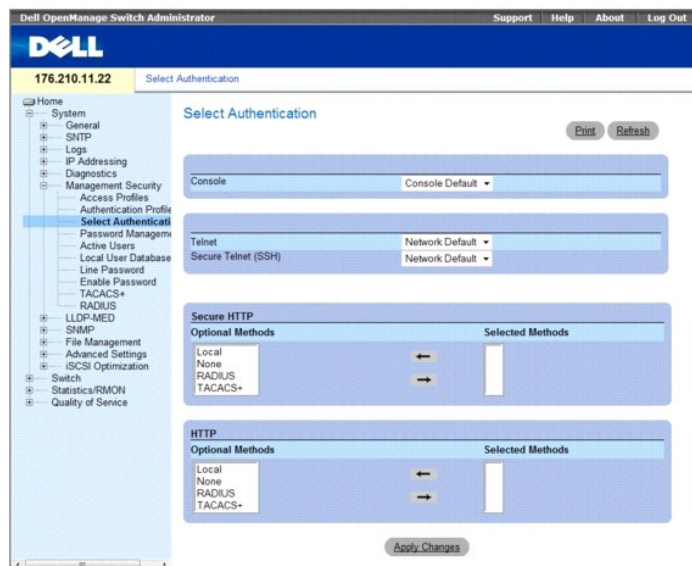 Dell OpenManage Switch Administrator
Support Help About Log Out
DELL
176.210.11.22
Select Authentication
Home
System
General
SNTP
Logs
IP Addressing
Diagnostics
Management Security
Access Profiles
Authentication Profile
Select Authenticati
Password Manageme
Active Users
Local User Database
Line Password
Enable Password
TACACS+
RADIUS
LLDP-MED
SNMP
File Management
Advanced Settings
iSCSI Optimization
Switch
Statistics/RMON
Quality of Service
Select Authentication
Print Refresh
Console Console Default
Telnet Network Default
Secure Telnet (SSH) Network Default
Secure HTTP
Optional Methods Selected Methods
Local
None
RADIUS
TACACS+
HTTP
Optional Methods Selected Methods
Local
None
RADIUS
TACACS+
Apply Changes